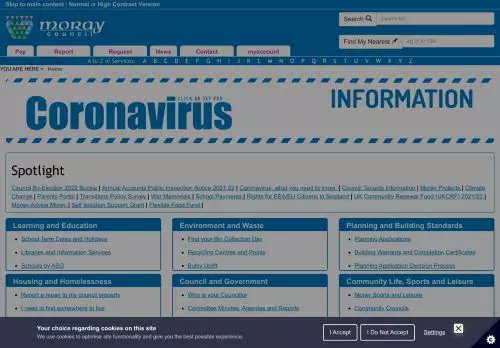 Skip to main content | Normal or High Contrast Version
moray
council
Search
Find My Nearest
Pay Report Request News Contact myaccount
A to Z of Services: A B C D E F G H I J K L M N O P Q R S T U V W X Y Z
YOU ARE HERE > Home
CLICK OR TAP FOR
Coronavirus INFORMATION
Spotlight
Council By-Election 2022 Buckie | Annual Accounts Public Inspection Notice 2021-22 | Coronavirus, what you need to know. | Council Tenants Information | Money Protects | Climate
Change | Parents Portal | Transitions Policy Survey | War Memorials | School Payments | Rights for EEA/EU Citizens in Scotland | UK Community Renewal Fund (UKCRF) 2021/22 |
Money Advice Moray | Self Isolation Support Grant | Flexible Food Fund |
Learning and Education
School Term Dates and Holidays
Libraries and Information Services
Schools by ASG
Environment and Waste
Find your Bin Collection Day
Recycling Centres and Points
Bulky Uplift
Planning and Building Standards
Planning Applications
Building Warrants and Completion Certificates
Planning Application Decision Process
Housing and Homelessness
Report a repair to my council property
I need to find somewhere to live
Council and Government
Who is your Councillor
Committee Minutes, Agendas and Reports
Community Life, Sports and Leisure
Moray Sports and Leisure
Community Councils
Your choice regarding cookies on this site
We use cookies to optimise site functionality and give you the best possible experience.
I Accept
I Do Not Accept
Settings